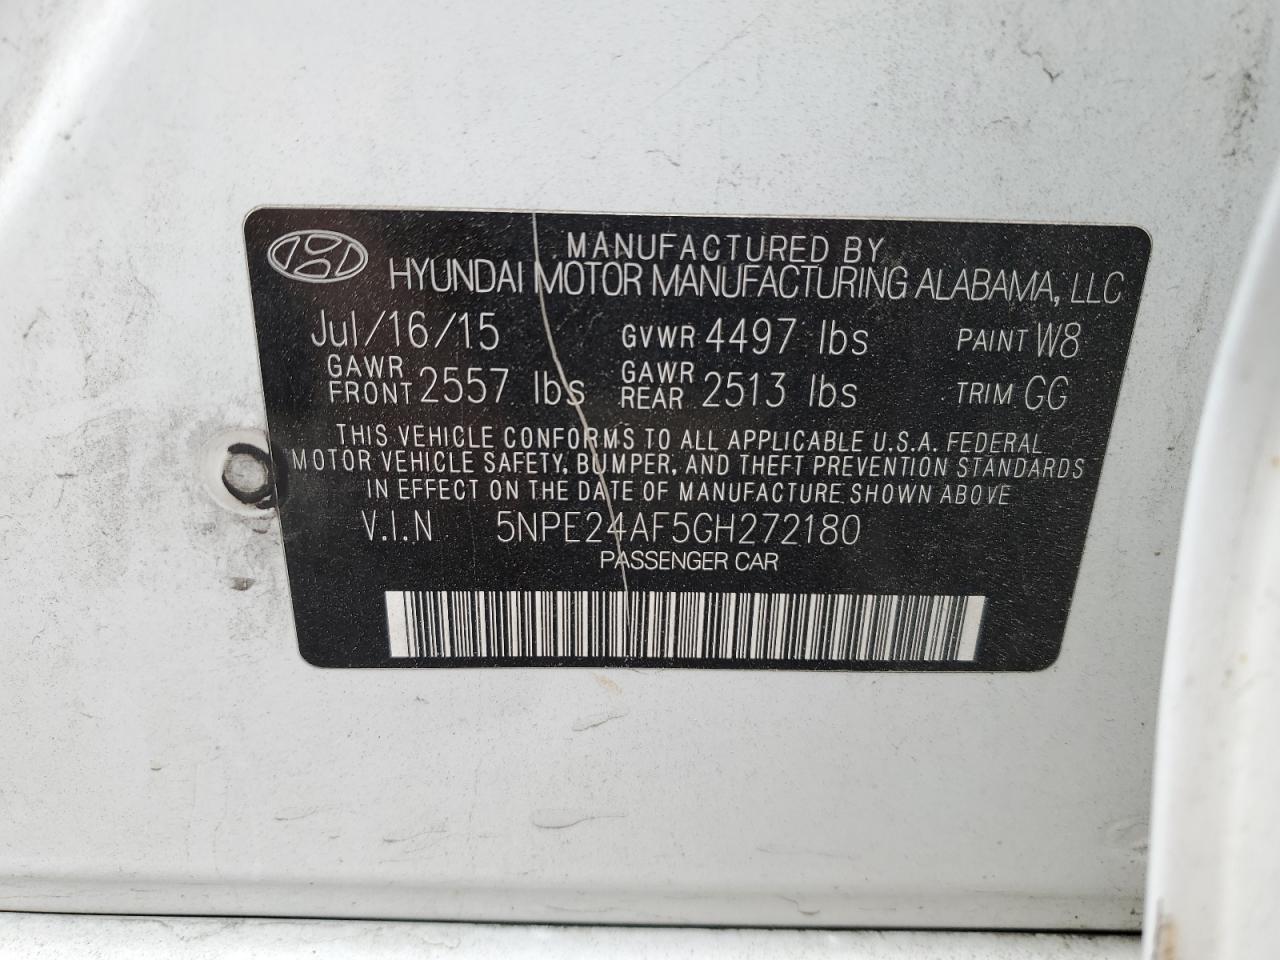 MANUFACTURED BY
HYUNDAI MOTOR MANUFACTURING ALABAMA, LLC
Jul/16/15 GVWR 4497 lbs PAINT W8
GAWR FRONT 2557 lbs GAWR REAR 2513 lbs TRIM GG
THIS VEHICLE CONFORMS TO ALL APPLICABLE U.S.A. FEDERAL
MOTOR VEHICLE SAFETY, BUMPER, AND THEFT PREVENTION STANDARDS
IN EFFECT ON THE DATE OF MANUFACTURE SHOWN ABOVE
V.I.N 5NPE24AF5GH272180
PASSENGER CAR